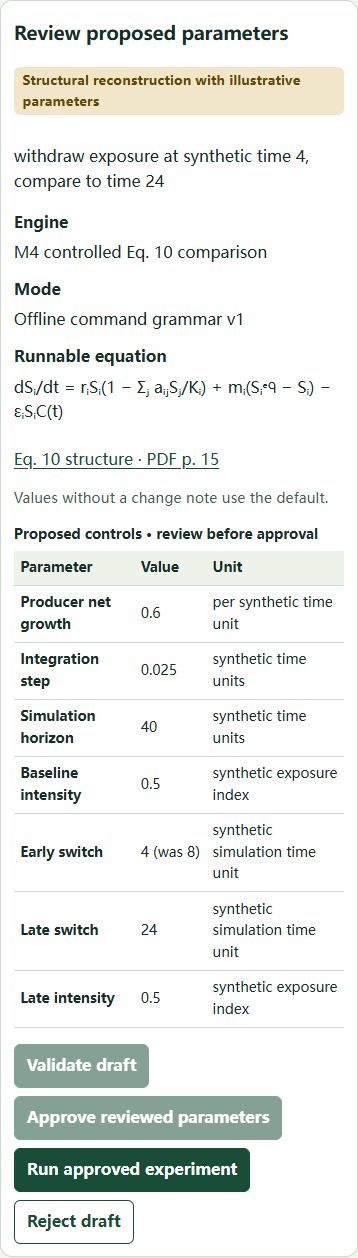 Review proposed parameters
Structural reconstruction with illustrative
parameters
withdraw exposure at synthetic time 4,
compare to time 24
Engine
M4 controlled Eq. 10 comparison
Mode
Offline command grammar v1
Runnable equation
dSᵢ/dt = rᵢSᵢ(1 − Σⱼ aᵢⱼSⱼ/Kᵢ) + mᵢ(Sᵢᵉq − Sᵢ) −
εᵢSᵢC(t)
Eq. 10 structure · PDF p. 15
Values without a change note use the default.
Proposed controls • review before approval
Parameter Value Unit
Producer net growth 0.6 per synthetic time unit
Integration step 0.025 synthetic time units
Simulation horizon 40 synthetic time units
Baseline intensity 0.5 synthetic exposure index
Early switch 4 (was 8) synthetic simulation time unit
Late switch 24 synthetic simulation time unit
Late intensity 0.5 synthetic exposure index
Validate draft
Approve reviewed parameters
Run approved experiment
Reject draft